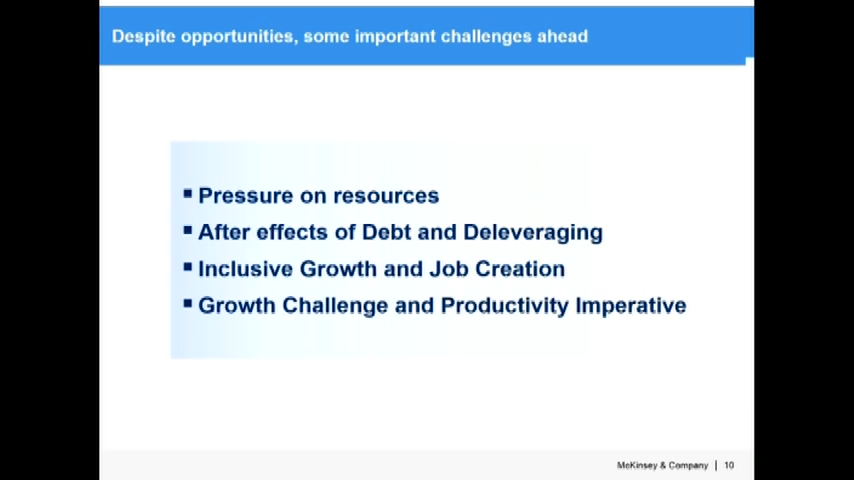 Despite opportunities, some important challenges ahead
▪ Pressure on resources
▪ After effects of Debt and Deleveraging
▪ Inclusive Growth and Job Creation
▪ Growth Challenge and Productivity Imperative
McKinsey & Company | 10